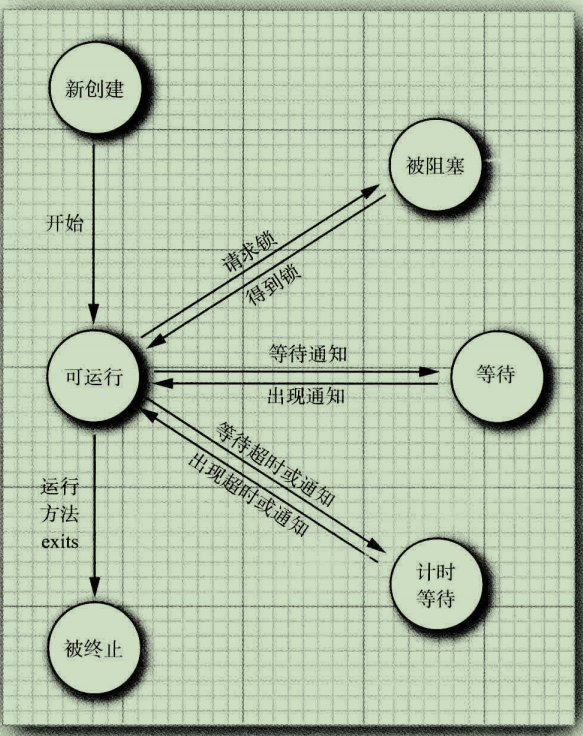 新创建
被阻塞
开始
请求锁
得到锁
等待通知
可运行
等待
出现通知
等待超时或通知
出现超时或通知
运行
方法
exits
计时
等待
被终止